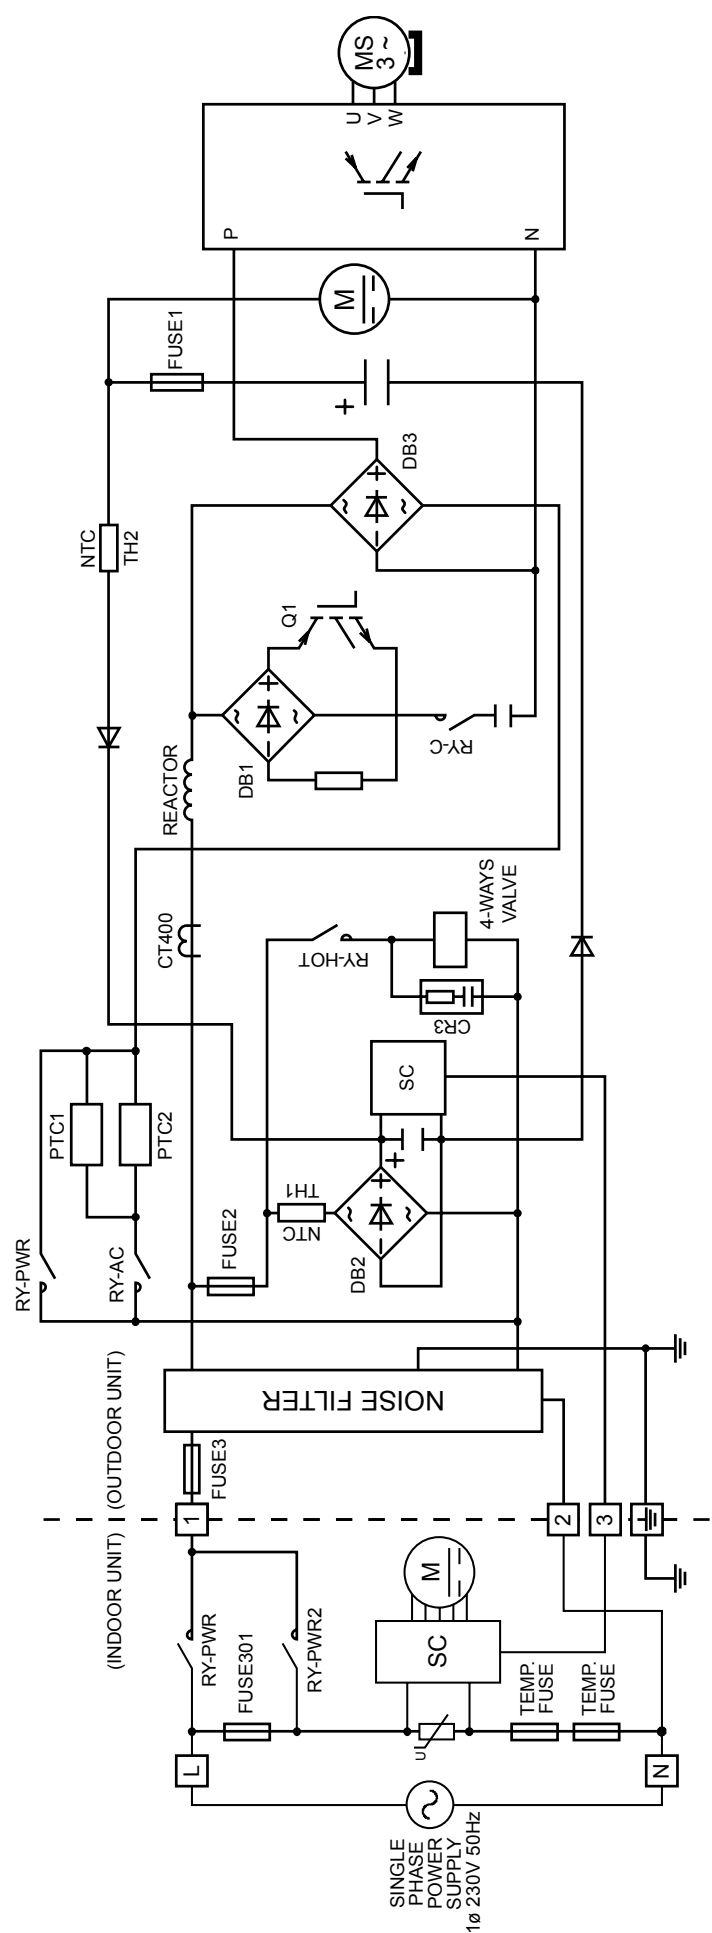 MS
3 ~
U
V
W
P
N
M
FUSE1
+
DB3
+
–
~
~
NTC
TH2
Q1
DB1
+
–
~
~
RY-C
REACTOR
CT400
4-WAYS
VALVE
RY-HOT
CR3
SC
PTC1
PTC2
+
TH1
NTC
DB2
+
–
~
~
FUSE2
RY-PWR
RY-AC
NOISE FILTER
(OUTDOOR UNIT)
FUSE3
1
2
3
(INDOOR UNIT)
RY-PWR
FUSE301
RY-PWR2
M
SC
U
TEMP.
FUSE
TEMP.
FUSE
L
N
SINGLE
PHASE
POWER
SUPPLY
1ø 230V 50Hz